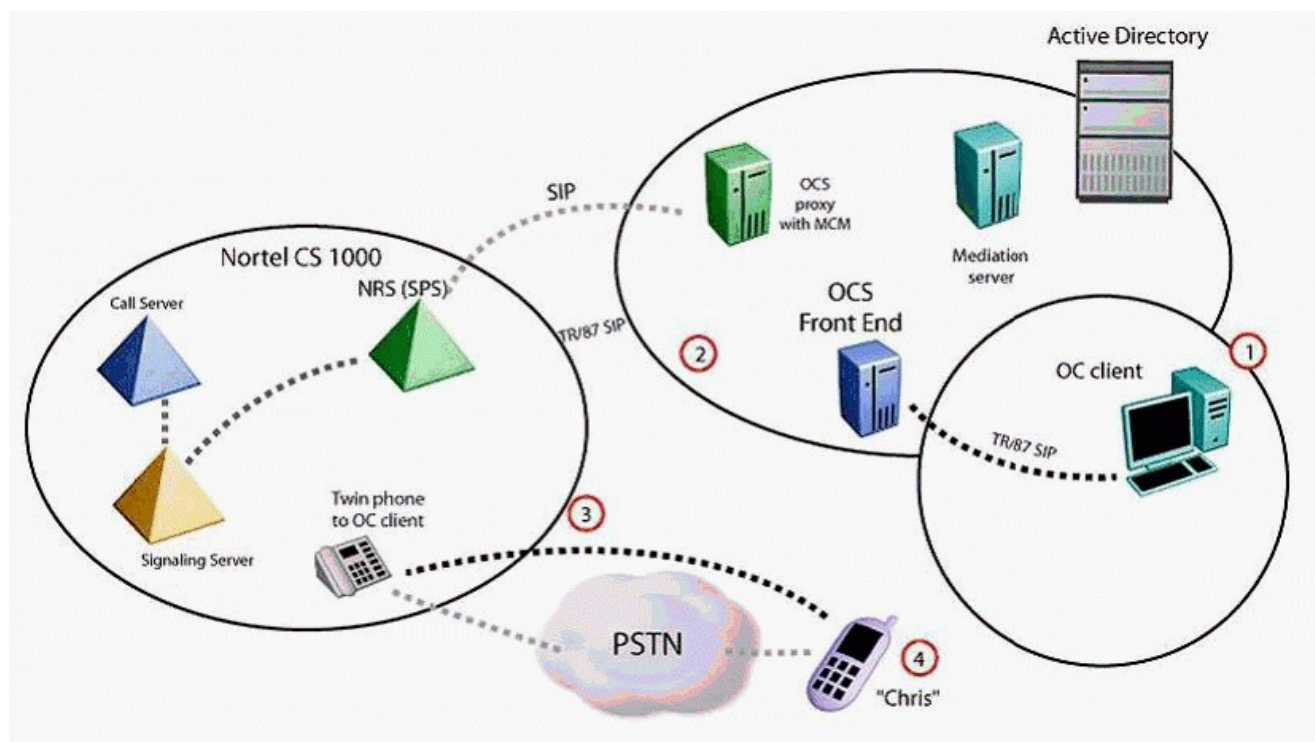 Active Directory
SIP
OCS
proxy
with MCM
Mediation
server
Nortel CS 1000
NRS (SPS)
Call Server
TR/87 SIP
OCS
Front End
2
1
OC client
TR/87 SIP
Twin phone
to OC client
3
Signaling Server
PSTN
4
"Chris"